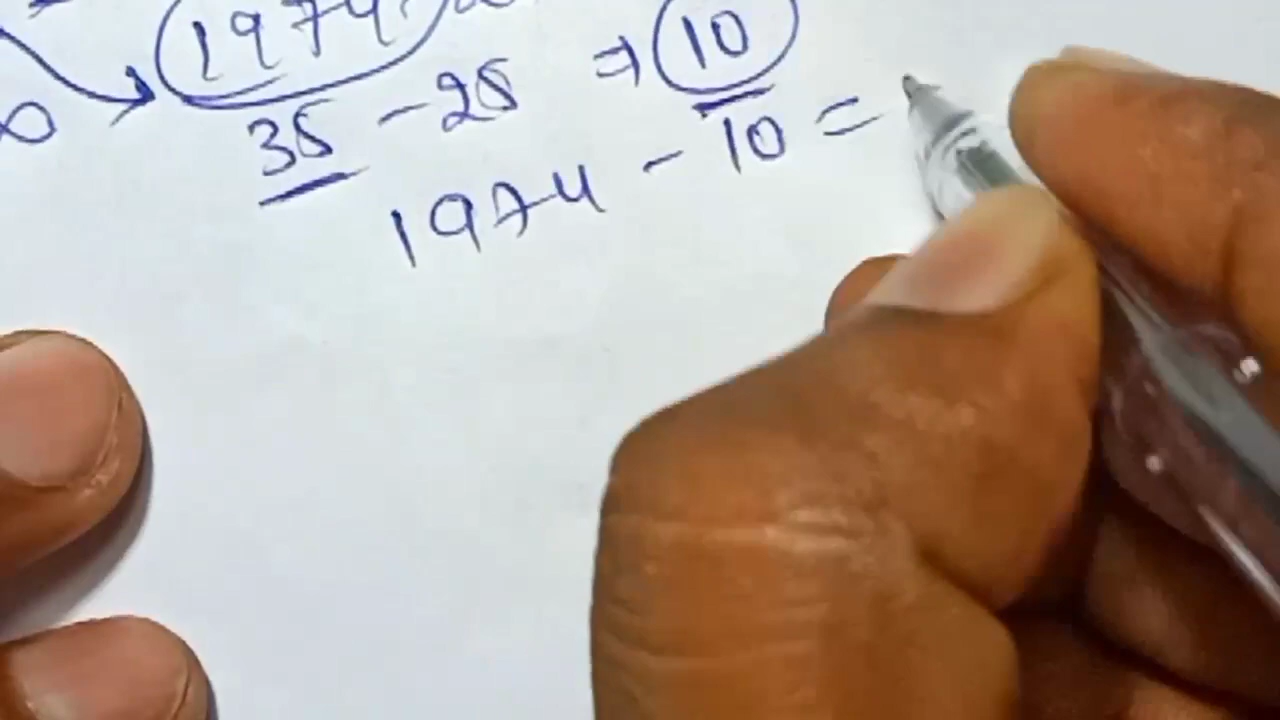 1974
35 - 25 ⇒ 10
1974 - 10 =